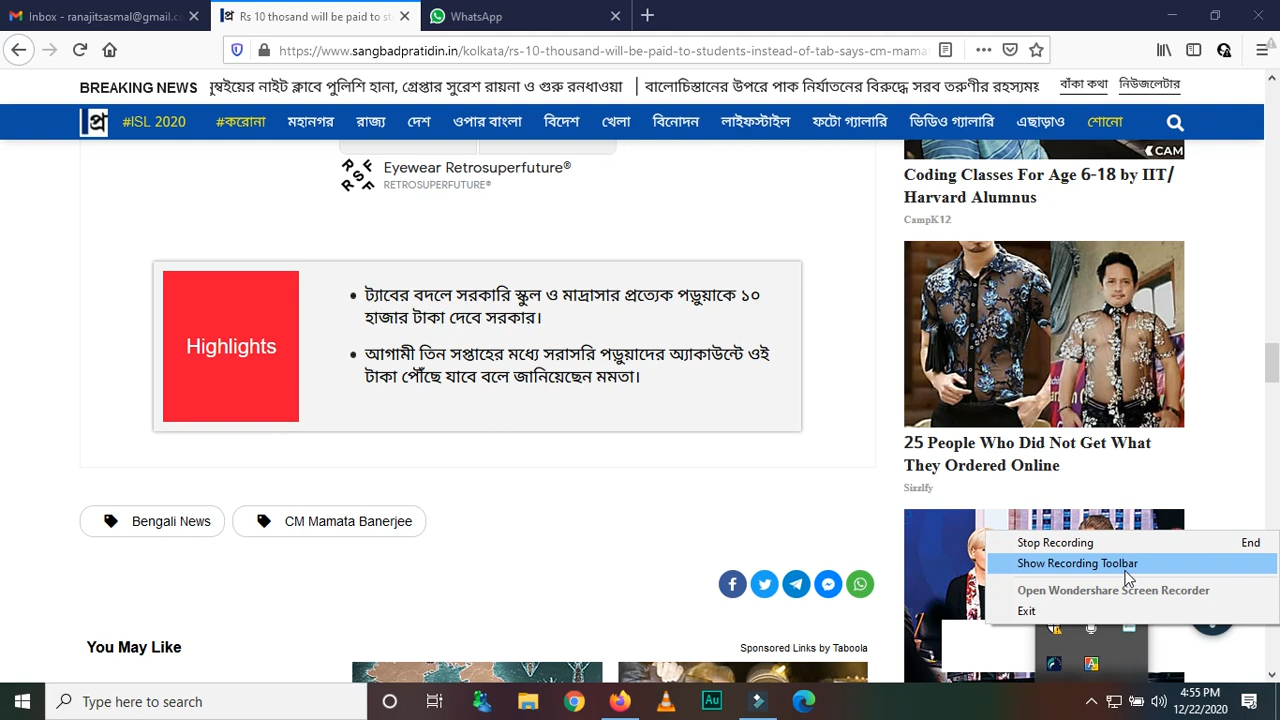 Inbox - ranajitsasmal@gmail.c
Rs 10 thosand will be paid to st
WhatsApp
https://www.sangbadpratidin.in/kolkata/rs-10-thousand-will-be-paid-to-students-instead-of-tab-says-cm-mama
BREAKING NEWS
ুম্বইয়ের নাইট ক্লাবে পুলিশি হানা, গ্রেপ্তার সুরেশ রায়না ও গুরু রনধাওয়া | বালোচিস্তানের উপরে পাক নির্যাতনের বিরুদ্ধে সরব তরুণীর রহস্যময়
বাঁকা কথা নিউজলেটার
প্র #ISL 2020 #করোনা মহানগর রাজ্য দেশ ওপার বাংলা বিদেশ খেলা বিনোদন লাইফস্টাইল ফটো গ্যালারি ভিডিও গ্যালারি এছাড়াও শোনো
RSF RSF
Eyewear Retrosuperfuture®
RETROSUPERFUTURE®
CAM
Coding Classes For Age 6-18 by IIT/
Harvard Alumnus
CampK12
Highlights
• ট্যাবের বদলে সরকারি স্কুল ও মাদ্রাসার প্রত্যেক পড়ুয়াকে ১০
হাজার টাকা দেবে সরকার।
• আগামী তিন সপ্তাহের মধ্যে সরাসরি পড়ুয়াদের অ্যাকাউন্টে ওই
টাকা পৌঁছে যাবে বলে জানিয়েছেন মমতা।
25 People Who Did Not Get What
They Ordered Online
Sizzlfy
Bengali News
CM Mamata Banerjee
Stop Recording End
Show Recording Toolbar
Open Wondershare Screen Recorder
Exit
You May Like
Sponsored Links by Taboola
Type here to search
Au
4:55 PM
12/22/2020